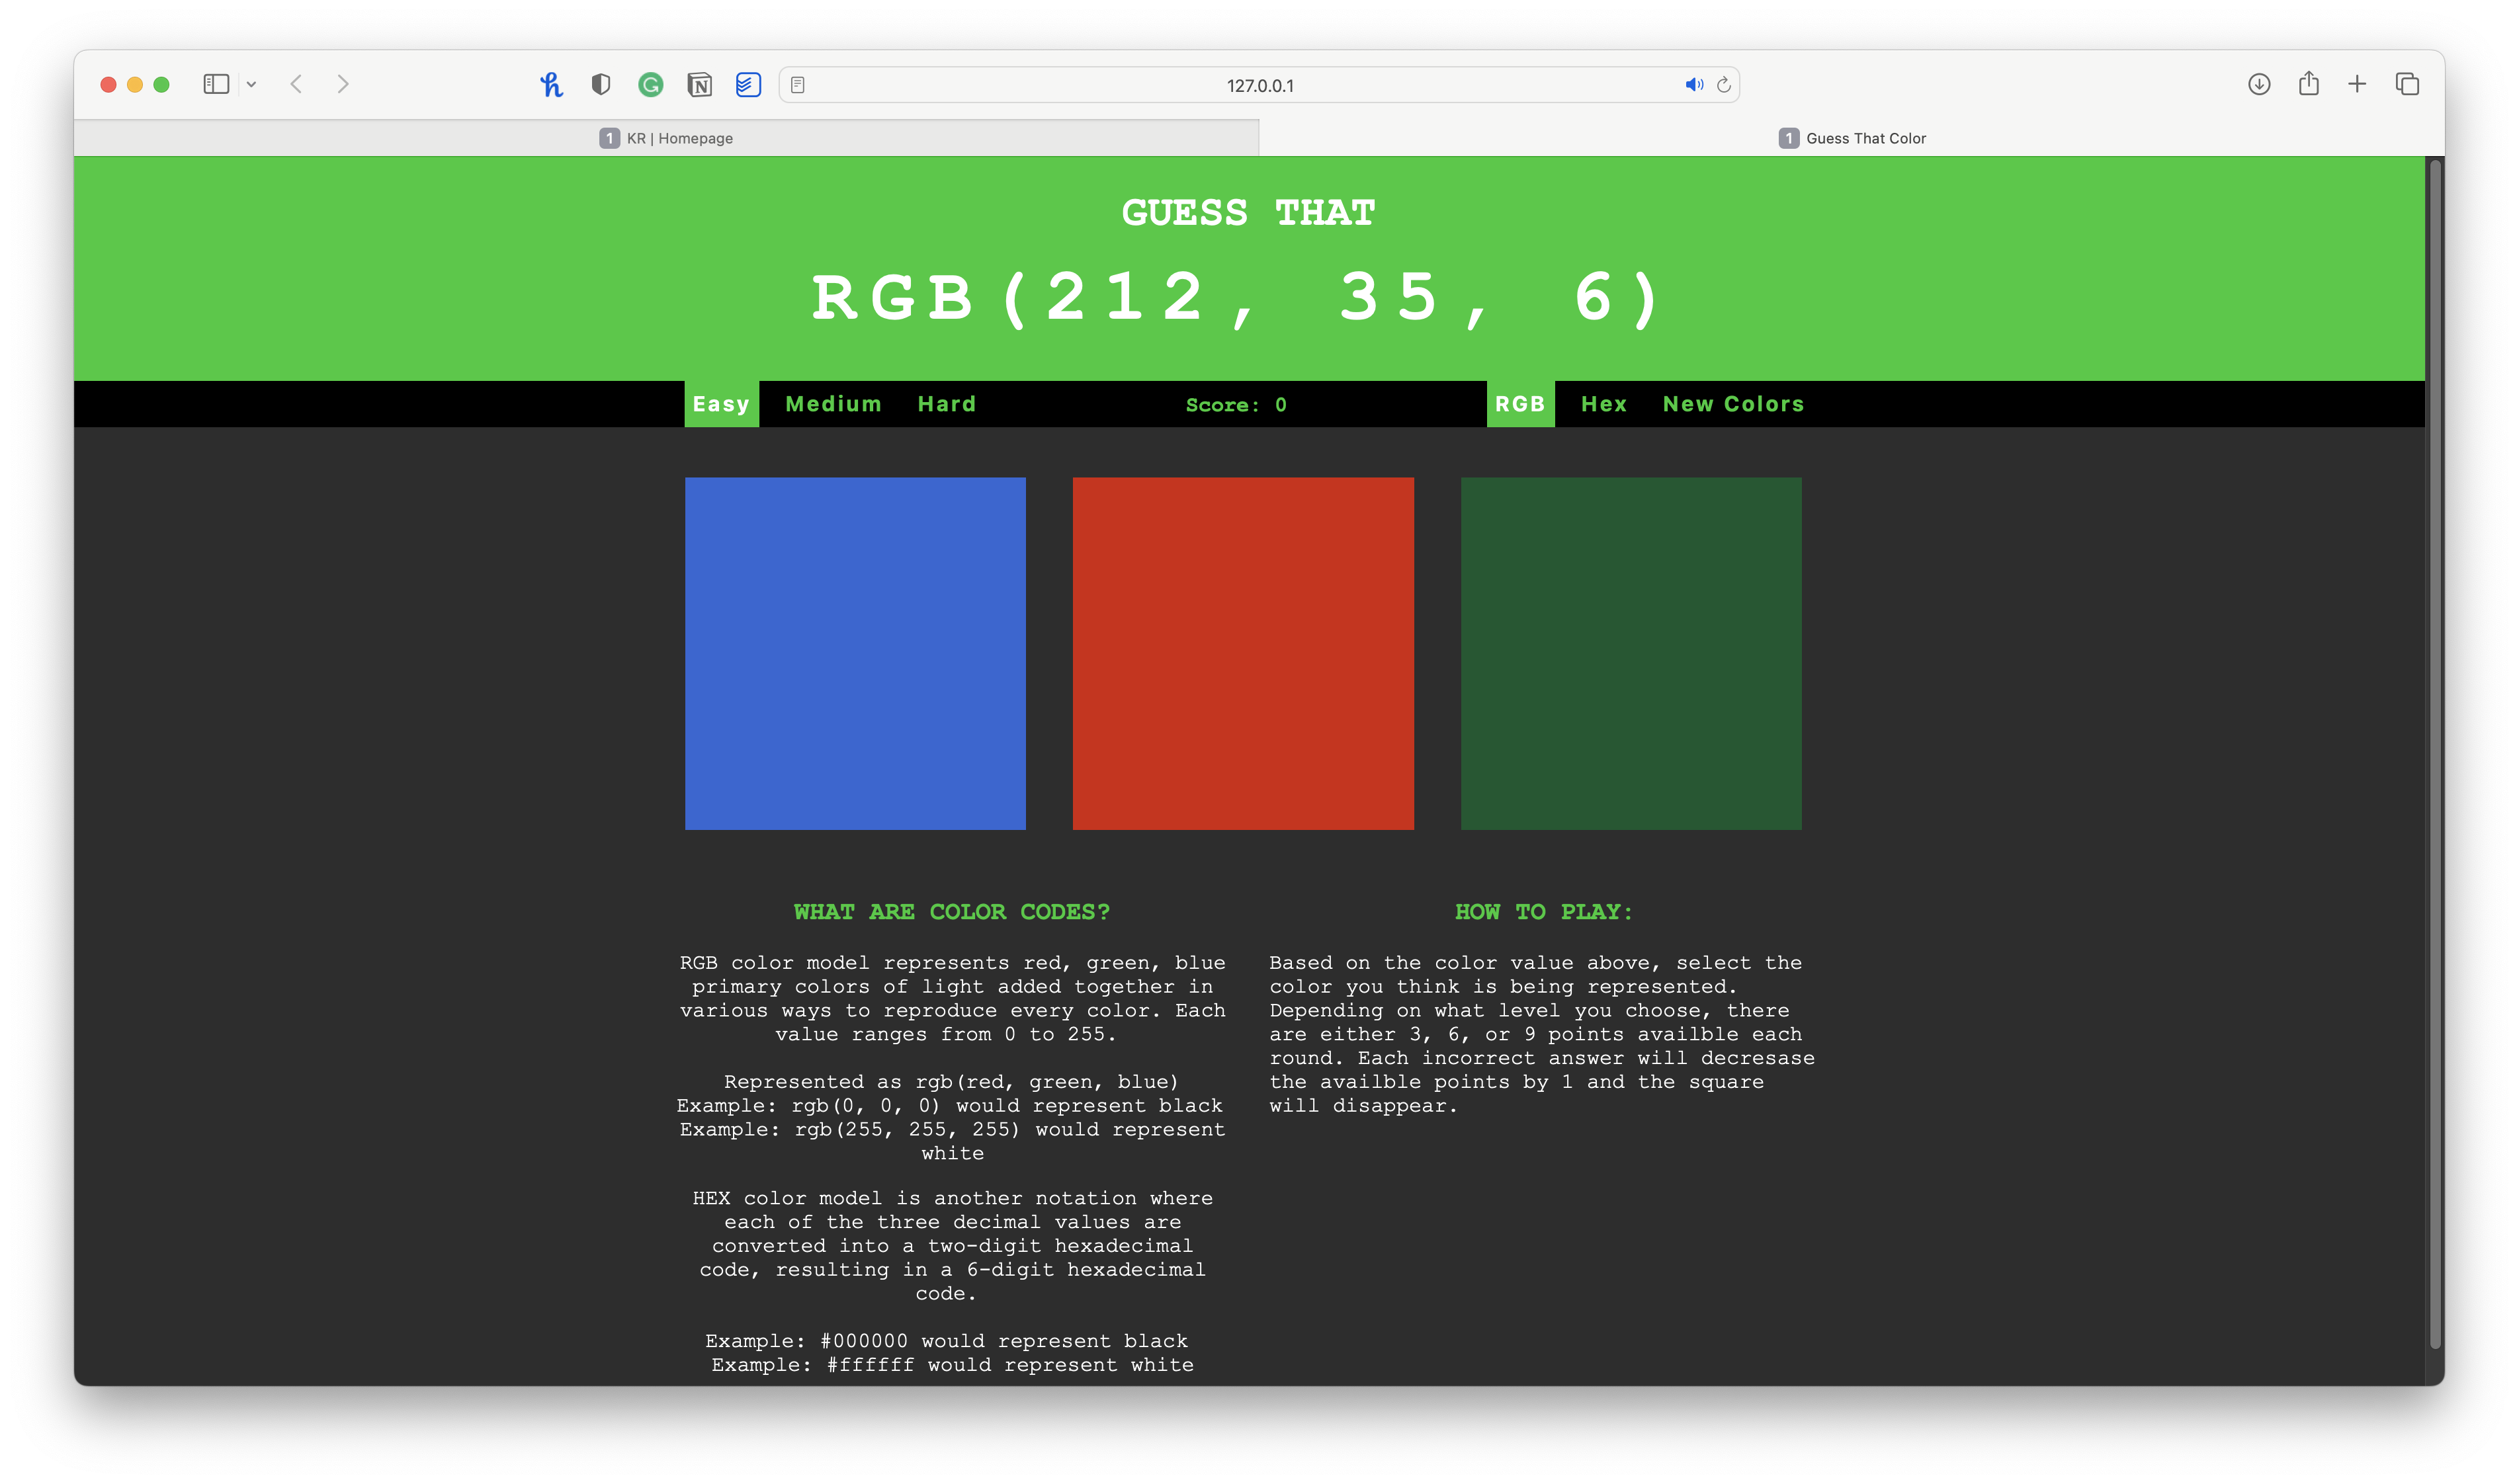 127.0.0.1
1 KR | Homepage
1 Guess That Color
GUESS THAT
RGB(212, 35, 6)
Easy Medium Hard Score: 0 RGB Hex New Colors
WHAT ARE COLOR CODES?
RGB color model represents red, green, blue
primary colors of light added together in
various ways to reproduce every color. Each
value ranges from 0 to 255.
Represented as rgb(red, green, blue)
Example: rgb(0, 0, 0) would represent black
Example: rgb(255, 255, 255) would represent
white
HEX color model is another notation where
each of the three decimal values are
converted into a two-digit hexadecimal
code, resulting in a 6-digit hexadecimal
code.
Example: #000000 would represent black
Example: #ffffff would represent white
HOW TO PLAY:
Based on the color value above, select the
color you think is being represented.
Depending on what level you choose, there
are either 3, 6, or 9 points availble each
round. Each incorrect answer will decresase
the availble points by 1 and the square
will disappear.